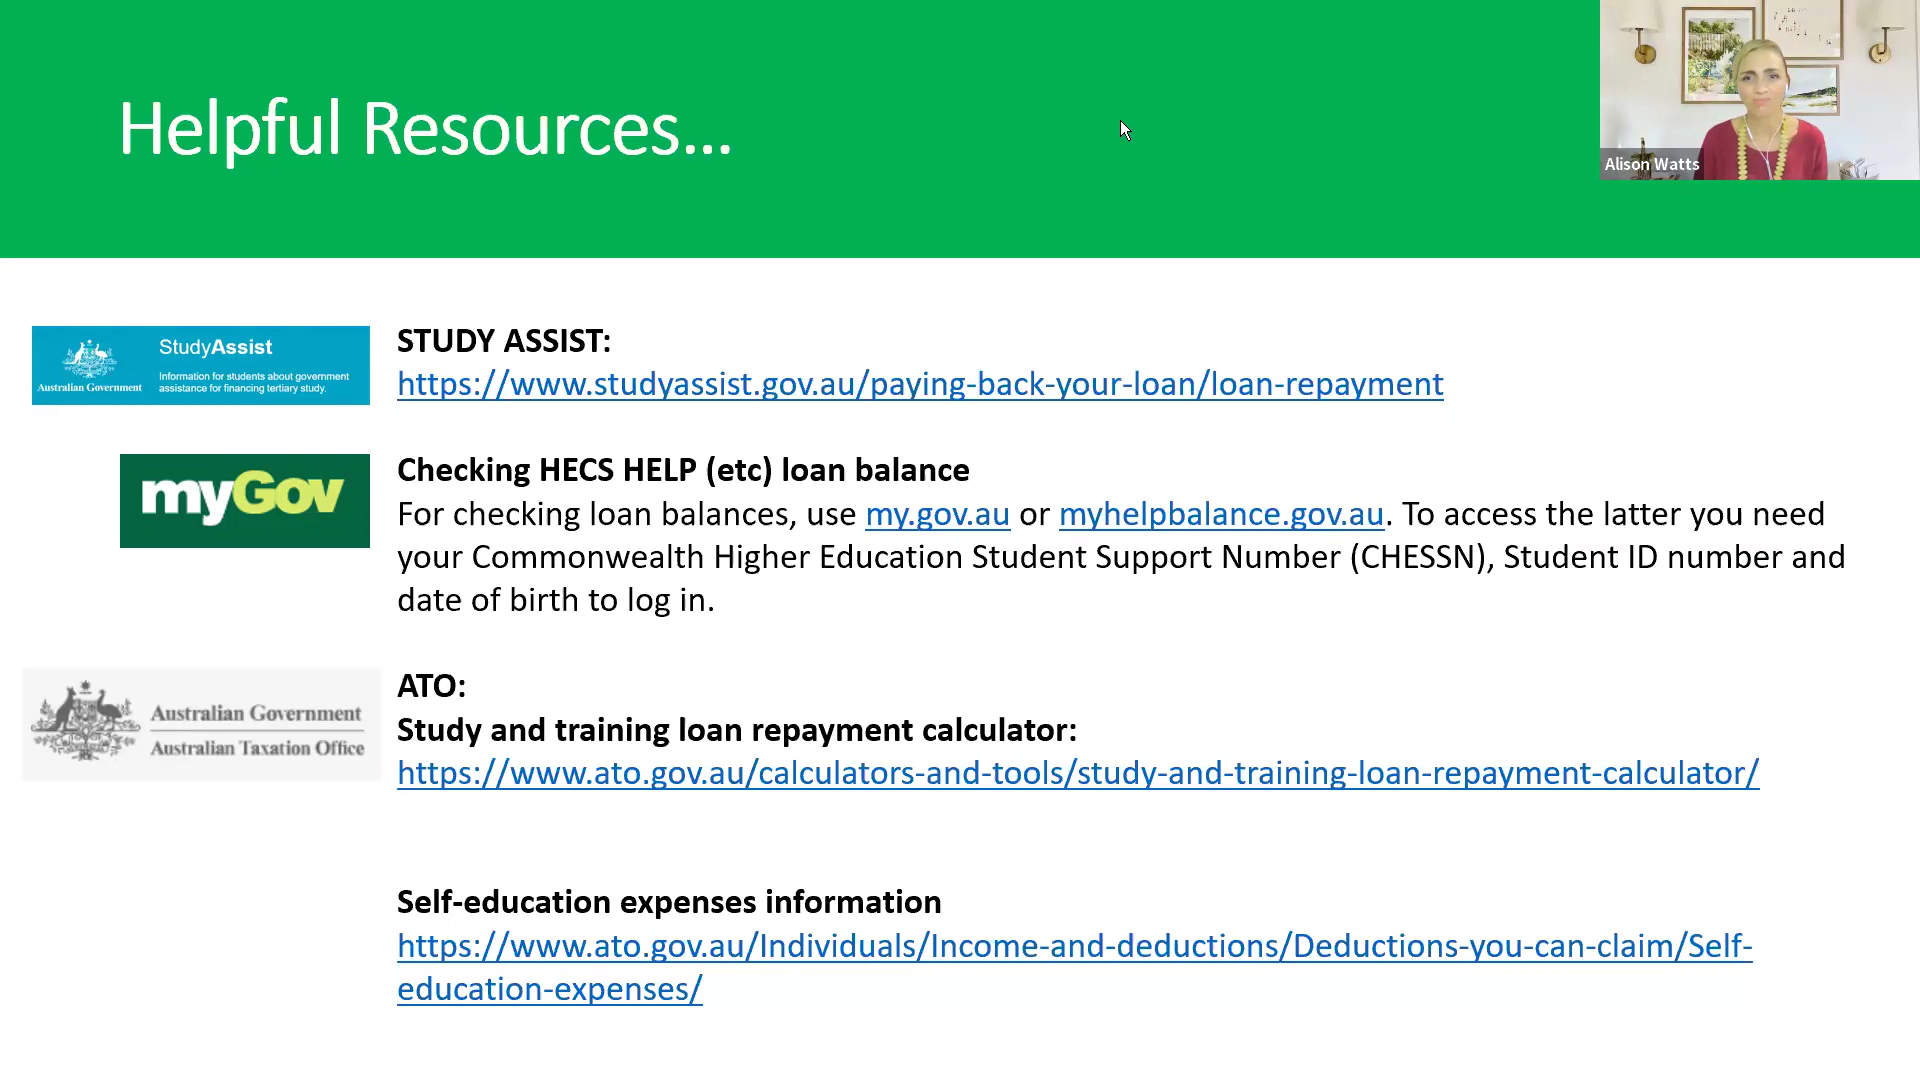 Helpful Resources...
Alison Watts
StudyAssist
Australian Government
Information for students about government
assistance for financing tertiary study.
STUDY ASSIST:
https://www.studyassist.gov.au/paying-back-your-loan/loan-repayment
myGov
Checking HECS HELP (etc) loan balance
For checking loan balances, use my.gov.au or myhelpbalance.gov.au. To access the latter you need
your Commonwealth Higher Education Student Support Number (CHESSN), Student ID number and
date of birth to log in.
Australian Government
Australian Taxation Office
ATO:
Study and training loan repayment calculator:
https://www.ato.gov.au/calculators-and-tools/study-and-training-loan-repayment-calculator/
Self-education expenses information
https://www.ato.gov.au/Individuals/Income-and-deductions/Deductions-you-can-claim/Self-
education-expenses/